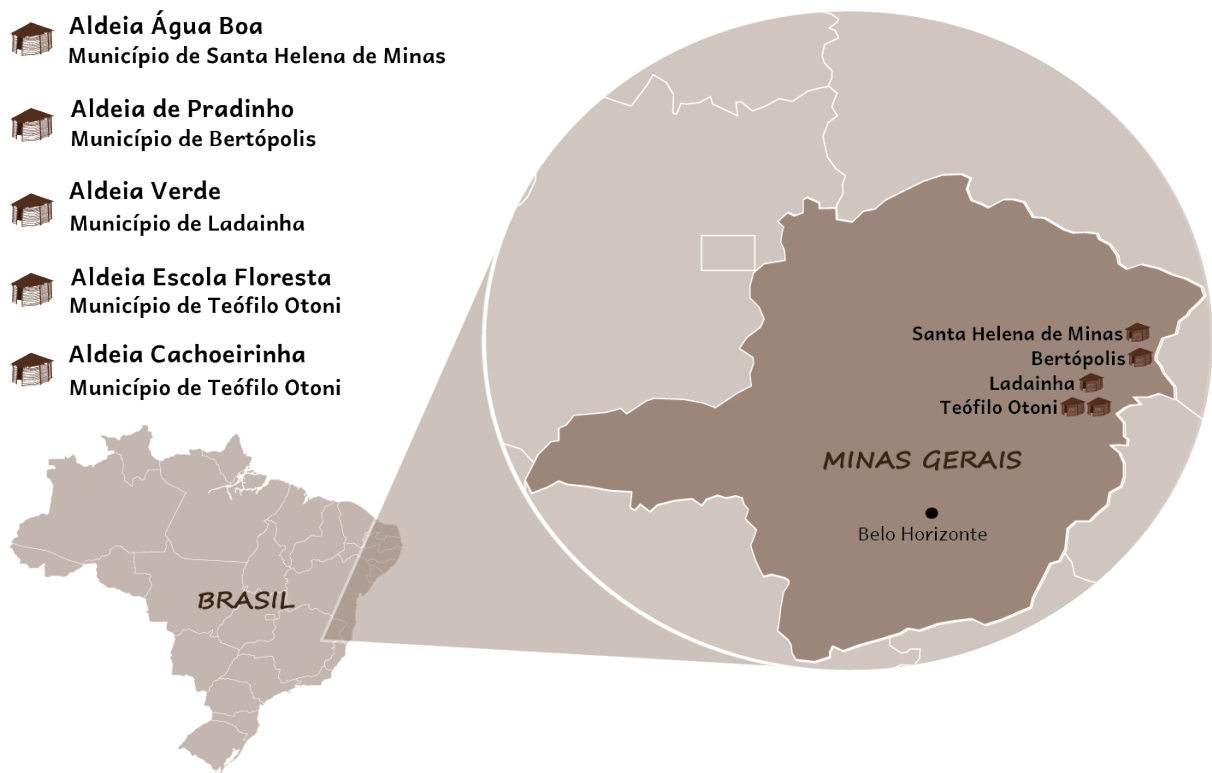 Aldeia Água Boa
Município de Santa Helena de Minas
Aldeia de Pradinho
Município de Bertópolis
Aldeia Verde
Município de Ladainha
Aldeia Escola Floresta
Município de Teófilo Otoni
Aldeia Cachoeirinha
Município de Teófilo Otoni
Santa Helena de Minas
Bertópolis
Ladainha
Teófilo Otoni
MINAS GERAIS
Belo Horizonte
BRASIL